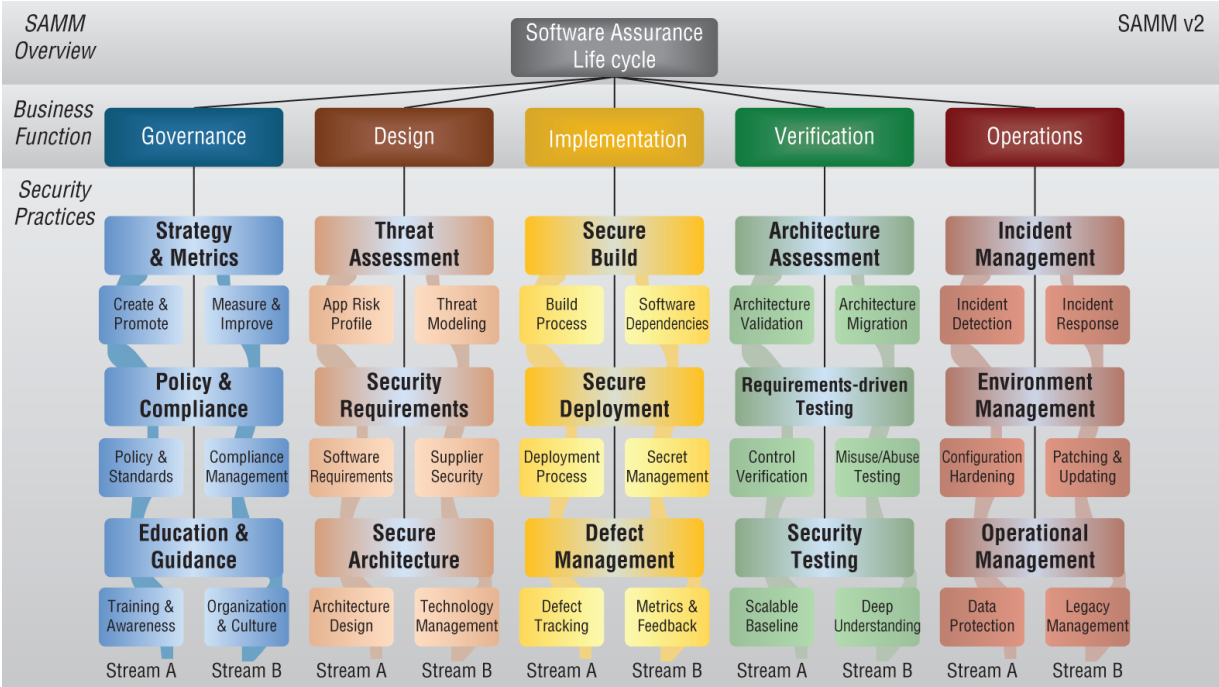 SAMM
Overview
Software Assurance
Life cycle
SAMM v2
Business
Function
Governance
Design
Implementation
Verification
Operations
Security
Practices
Strategy
& Metrics
Threat
Assessment
Secure
Build
Architecture
Assessment
Incident
Management
Create &
Promote
Measure &
Improve
App Risk
Profile
Threat
Modeling
Build
Process
Software
Dependencies
Architecture
Validation
Architecture
Migration
Incident
Detection
Incident
Response
Policy &
Compliance
Security
Requirements
Secure
Deployment
Requirements-driven
Testing
Environment
Management
Policy &
Standards
Compliance
Management
Software
Requirements
Supplier
Security
Deployment
Process
Secret
Management
Control
Verification
Misuse/Abuse
Testing
Configuration
Hardening
Patching &
Updating
Education &
Guidance
Secure
Architecture
Defect
Management
Security
Testing
Operational
Management
Training &
Awareness
Organization
& Culture
Architecture
Design
Technology
Management
Defect
Tracking
Metrics &
Feedback
Scalable
Baseline
Deep
Understanding
Data
Protection
Legacy
Management
Stream A
Stream B
Stream A
Stream B
Stream A
Stream B
Stream A
Stream B
Stream A
Stream B